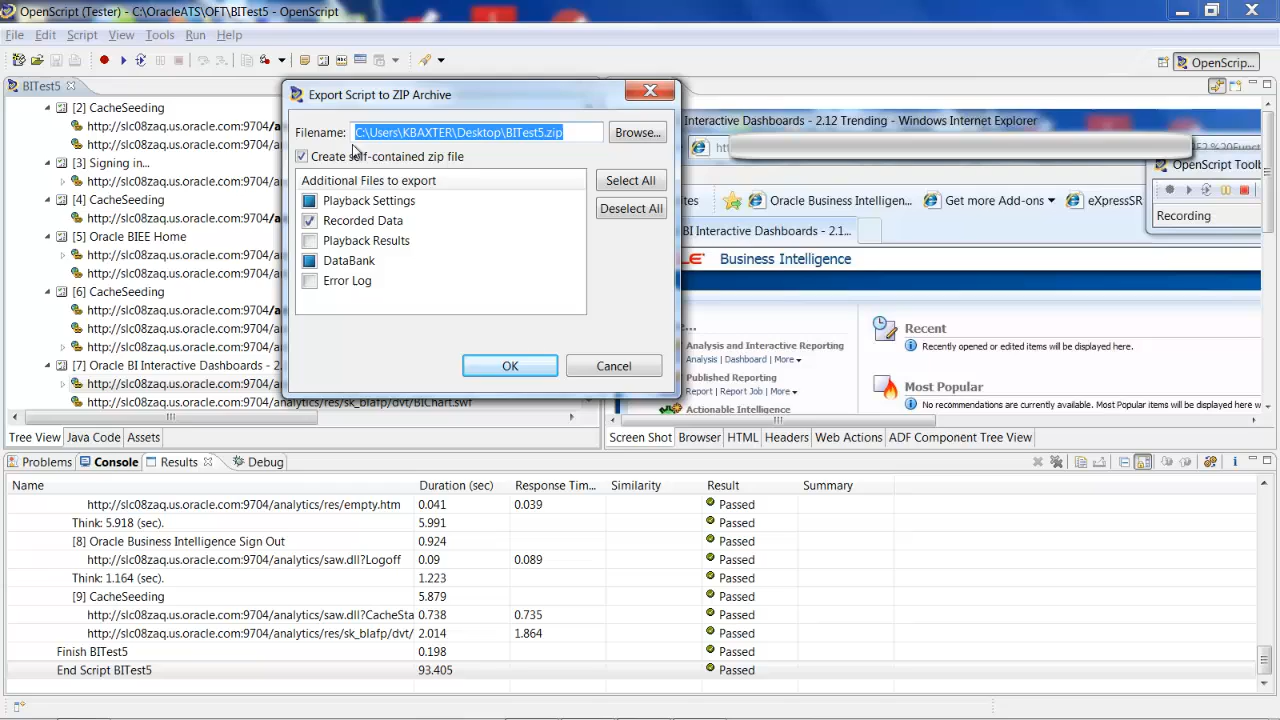 OpenScript (Tester) - C:\OracleATS\OFT\BITest5 - OpenScript
File Edit Script View Tools Run Help
OpenScrip...
BITest5
[2] CacheSeeding
http://slc08zaq.us.oracle.com:9704/a
http://slc08zaq.us.oracle.com:9704/a
[3] Signing in...
http://slc08zaq.us.oracle.com:9704/a
[4] CacheSeeding
http://slc08zaq.us.oracle.com:9704/a
[5] Oracle BIEE Home
http://slc08zaq.us.oracle.com:9704/a
[6] CacheSeeding
http://slc08zaq.us.oracle.com:9704/a
http://slc08zaq.us.oracle.com:9704/a
http://slc08zaq.us.oracle.com:9704/a
[7] Oracle BI Interactive Dashboards - 2.
http://slc08zaq.us.oracle.com:9704/a
http://slc08zaq.us.oracle.com:9704/analytics/res/sk_blafp/dvt/BIChart.swf
Tree View Java Code Assets
Export Script to ZIP Archive
Filename: C:\Users\KBAXTER\Desktop\BITest5.zip Browse...
Create self-contained zip file
Additional Files to export
Playback Settings
Recorded Data
Playback Results
DataBank
Error Log
Select All
Deselect All
OK Cancel
Interactive Dashboards - 2.12 Trending - Windows Internet Explorer
OpenScript Toolb
Recording
tes Oracle Business Intelligen... Get more Add-ons eXpressSR
BI Interactive Dashboards - 2.1...
LE Business Intelligence
Analysis and Interactive Reporting
Analysis | Dashboard | More
Published Reporting
Report | Report Job | More
Actionable Intelligence
Recent
Recently opened or edited items will be displayed here.
Most Popular
No recommendations are currently available. Most Popular items will be displayed here w
Screen Shot Browser HTML Headers Web Actions ADF Component Tree View
Problems Console Results Debug
Name Duration (sec) Response Tim... Similarity Result Summary
http://slc08zaq.us.oracle.com:9704/analytics/res/empty.htm 0.041 0.039 Passed
Think: 5.918 (sec). 5.991 Passed
[8] Oracle Business Intelligence Sign Out 0.924 Passed
http://slc08zaq.us.oracle.com:9704/analytics/saw.dll?Logoff 0.09 0.089 Passed
Think: 1.164 (sec). 1.223 Passed
[9] CacheSeeding 5.879 Passed
http://slc08zaq.us.oracle.com:9704/analytics/saw.dll?CacheSta 0.738 0.735 Passed
http://slc08zaq.us.oracle.com:9704/analytics/res/sk_blafp/dvt/ 2.014 1.864 Passed
Finish BITest5 0.198 Passed
End Script BITest5 93.405 Passed